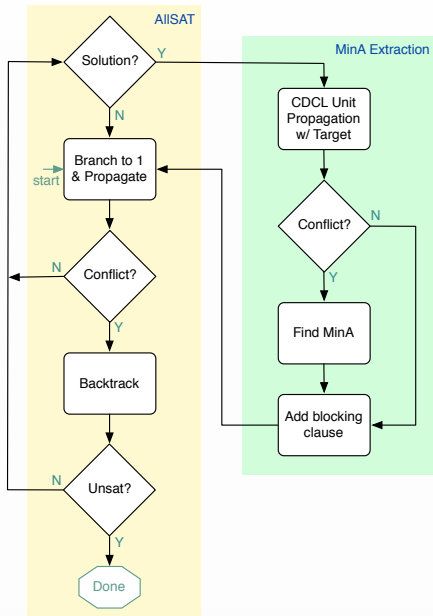 AllSAT
Solution?
Y
N
Branch to 1
& Propagate
start
Conflict?
N
Y
Backtrack
Unsat?
N
Y
Done
MinA Extraction
CDCL Unit
Propagation
w/ Target
Conflict?
N
Y
Find MinA
Add blocking
clause